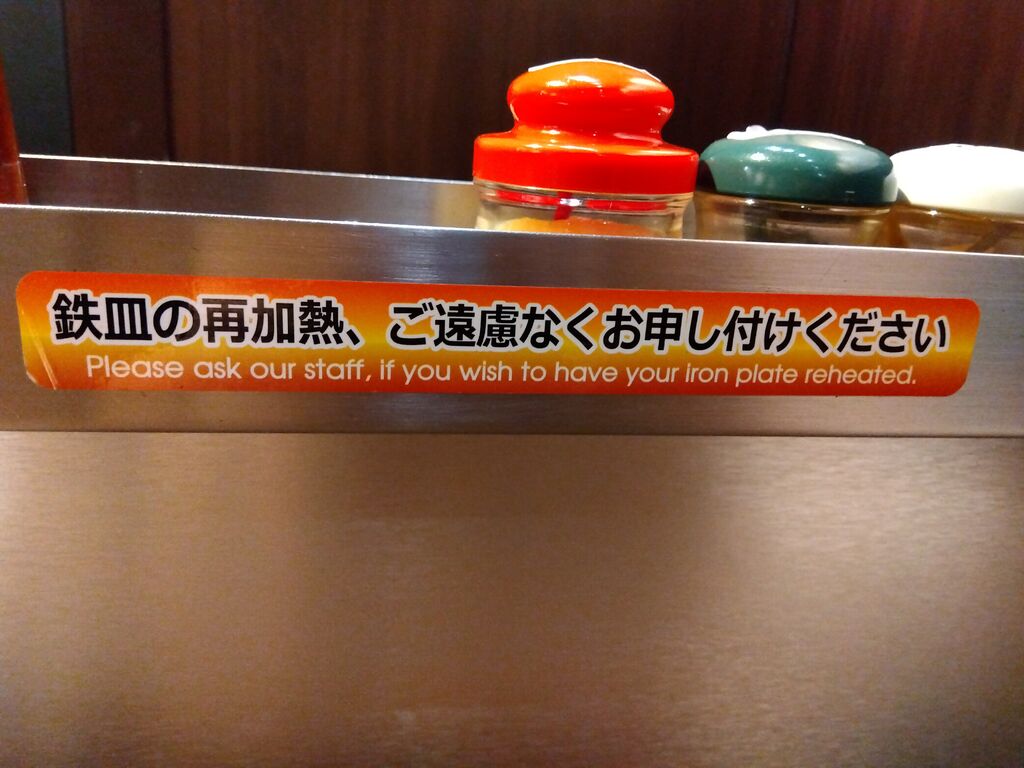 鉄皿の再加熱、ご遠慮なくお申し付けください
Please ask our staff, if you wish to have your iron plate reheated.